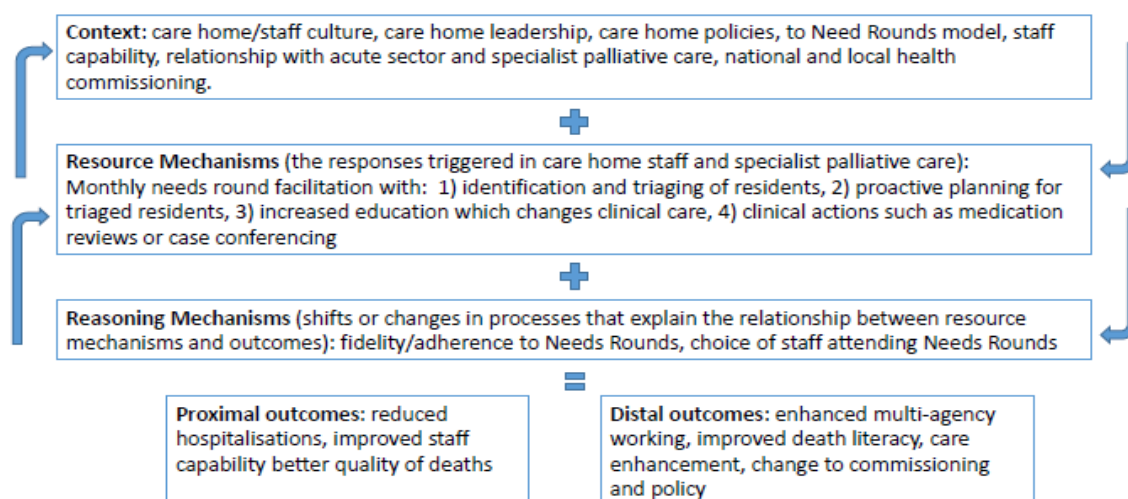 Context: care home/staff culture, care home leadership, care home policies, to Need Rounds model, staff
capability, relationship with acute sector and specialist palliative care, national and local health
commissioning.
Resource Mechanisms (the responses triggered in care home staff and specialist palliative care):
Monthly needs round facilitation with: 1) identification and triaging of residents, 2) proactive planning for
triaged residents, 3) increased education which changes clinical care, 4) clinical actions such as medication
reviews or case conferencing
Reasoning Mechanisms (shifts or changes in processes that explain the relationship between resource
mechanisms and outcomes): fidelity/adherence to Needs Rounds, choice of staff attending Needs Rounds
Proximal outcomes: reduced
hospitalisations, improved staff
capability better quality of deaths
Distal outcomes: enhanced multi-agency
working, improved death literacy, care
enhancement, change to commissioning
and policy